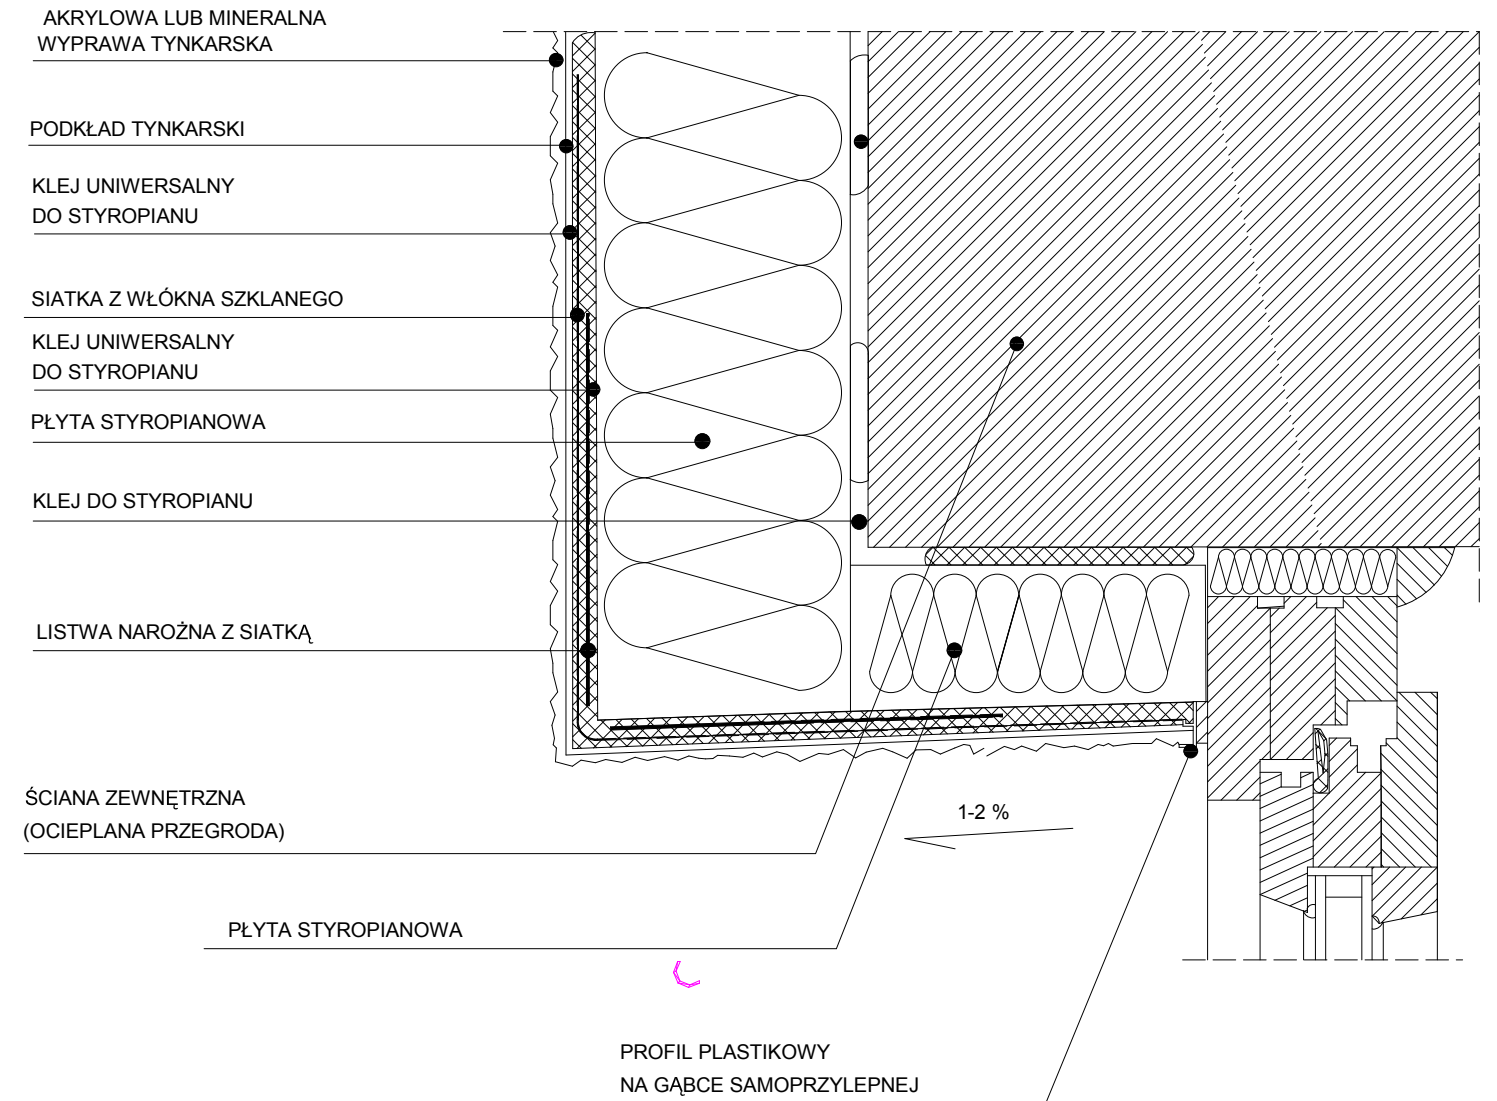 AKRYLOWA LUB MINERALNA
WYPRAWA TYNKARSKA
PODKŁAD TYNKARSKI
KLEJ UNIWERSALNY
DO STYROPIANU
SIATKA Z WŁÓKNA SZKLANEGO
KLEJ UNIWERSALNY
DO STYROPIANU
PŁYTA STYROPIANOWA
KLEJ DO STYROPIANU
LISTWA NAROŻNA Z SIATKĄ
ŚCIANA ZEWNĘTRZNA
(OCIEPLANA PRZEGRODA)
1-2 %
PŁYTA STYROPIANOWA
PROFIL PLASTIKOWY
NA GĄBCE SAMOPRZYLEPNEJ